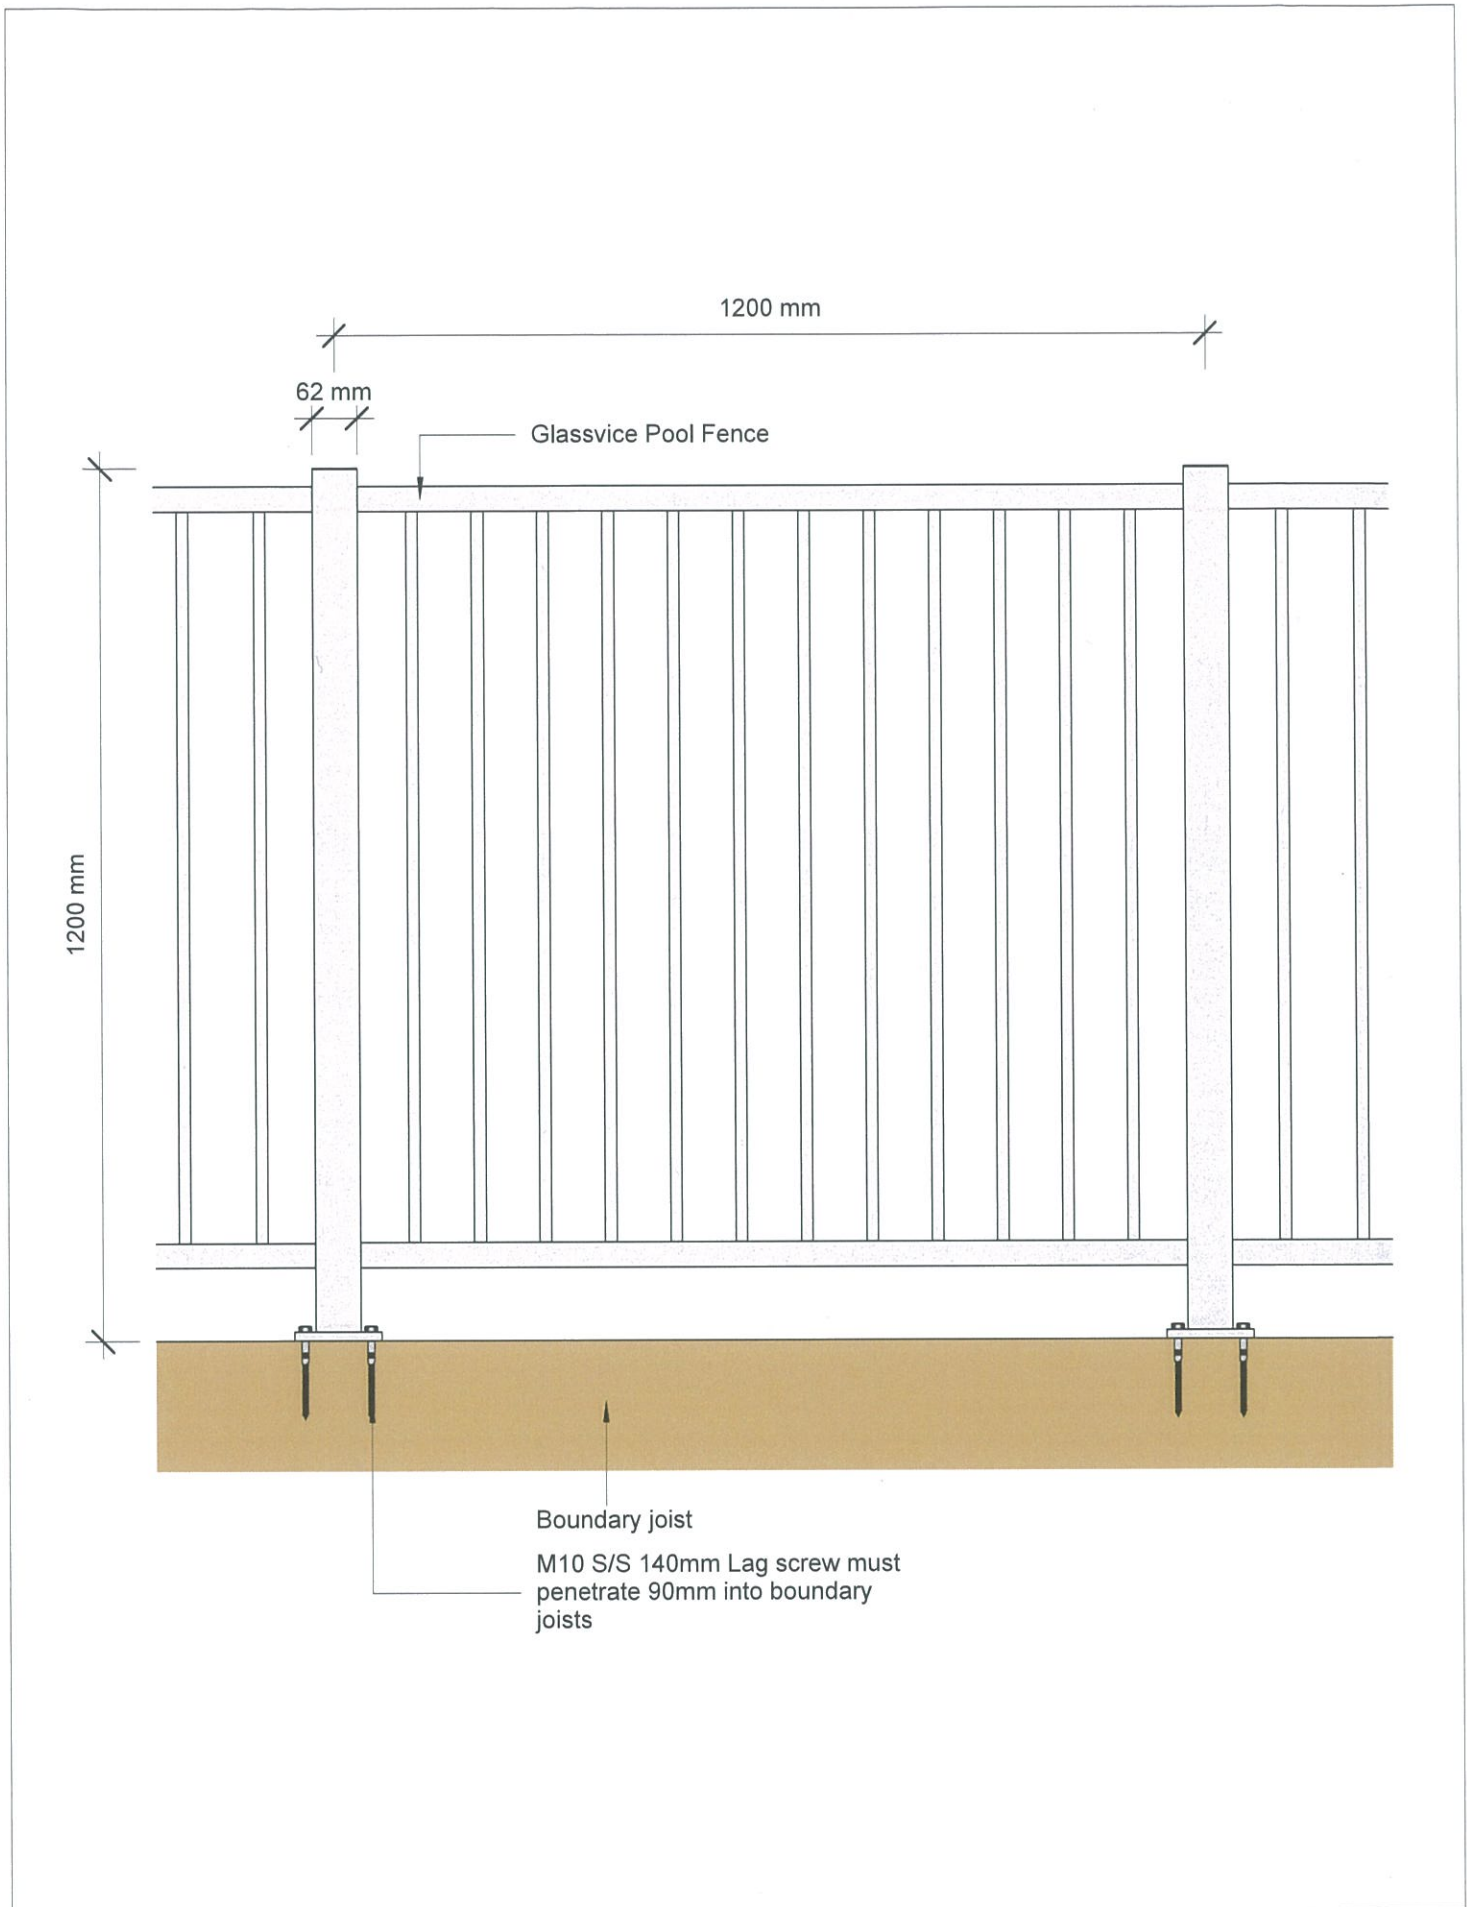 1200 mm
62 mm
Glassvice Pool Fence
1200 mm
Boundary joist
M10 S/S 140mm Lag screw must
penetrate 90mm into boundary
joists